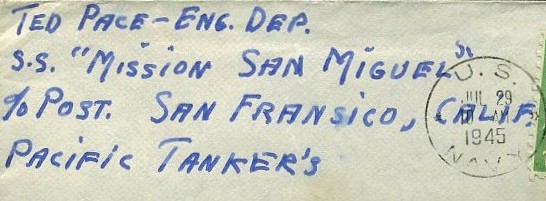 TED PACE-ENG. DEP.
S.S. "MISSION SAN MIGUEL"
℅ POST. SAN FRANSICO, CALIF.
PACIFIC TANKER'S
U.S.
JUL 29
1945
NAVY